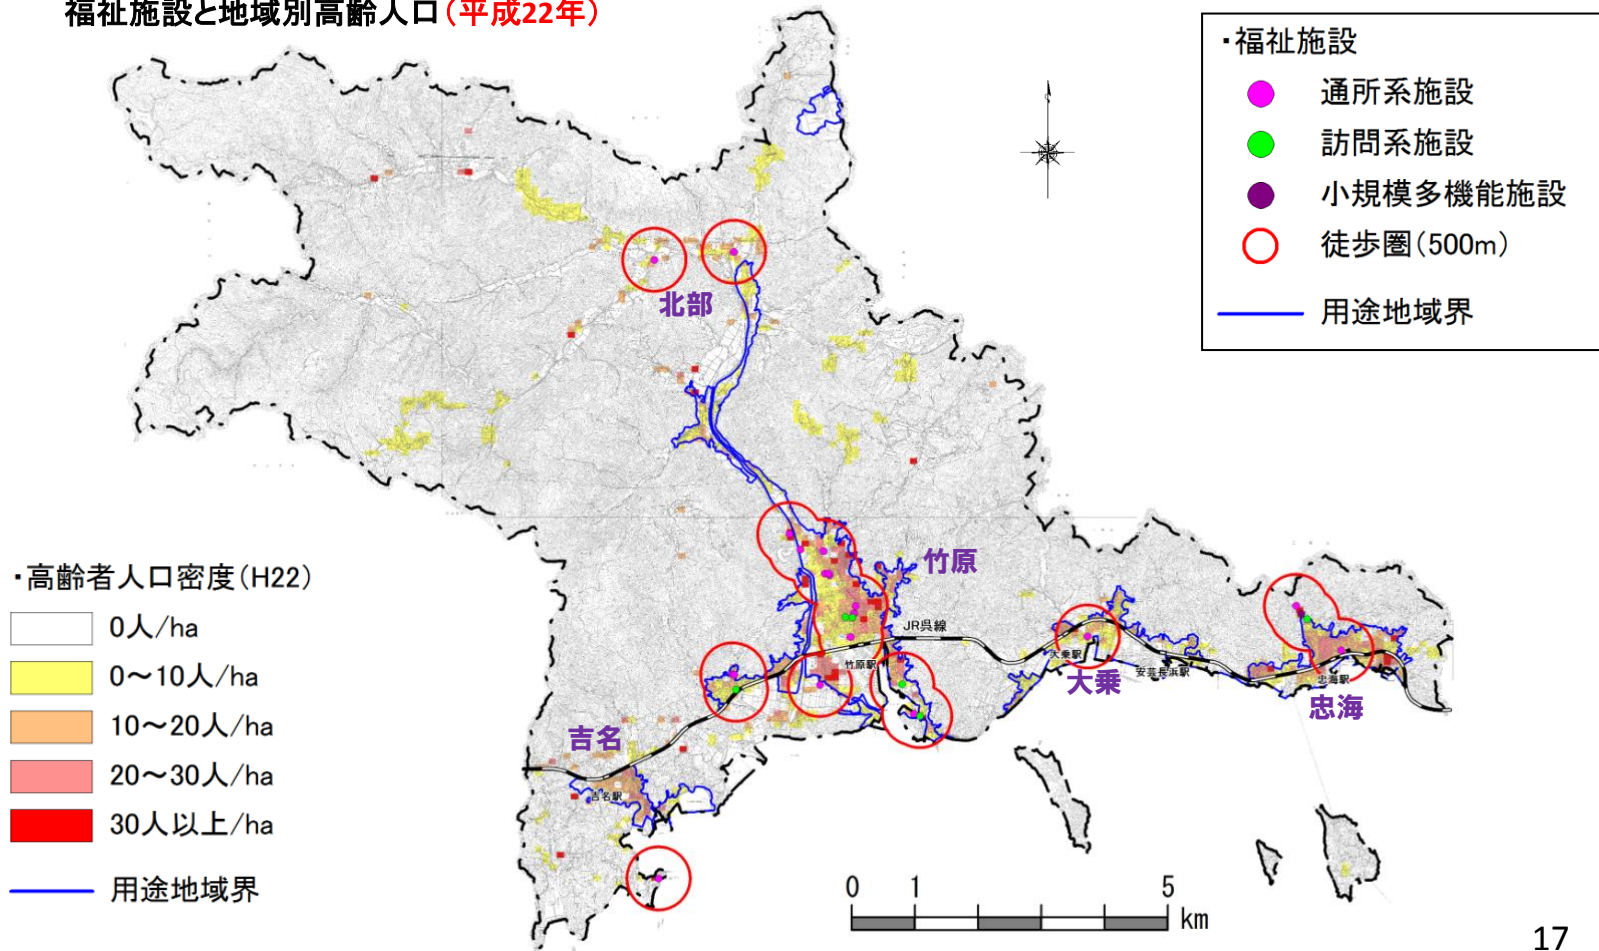 福祉施設と地域別高齢人口(平成22年)
・福祉施設
通所系施設
訪問系施設
小規模多機能施設
徒歩圏(500m)
用途地域界
北部
竹原
JR呉線
竹原駅
大乗駅
大乗
安芸長浜駅
忠海駅
忠海
吉名
吉名駅
・高齢者人口密度(H22)
0人/ha
0～10人/ha
10～20人/ha
20～30人/ha
30人以上/ha
用途地域界
0 1 5
km
17